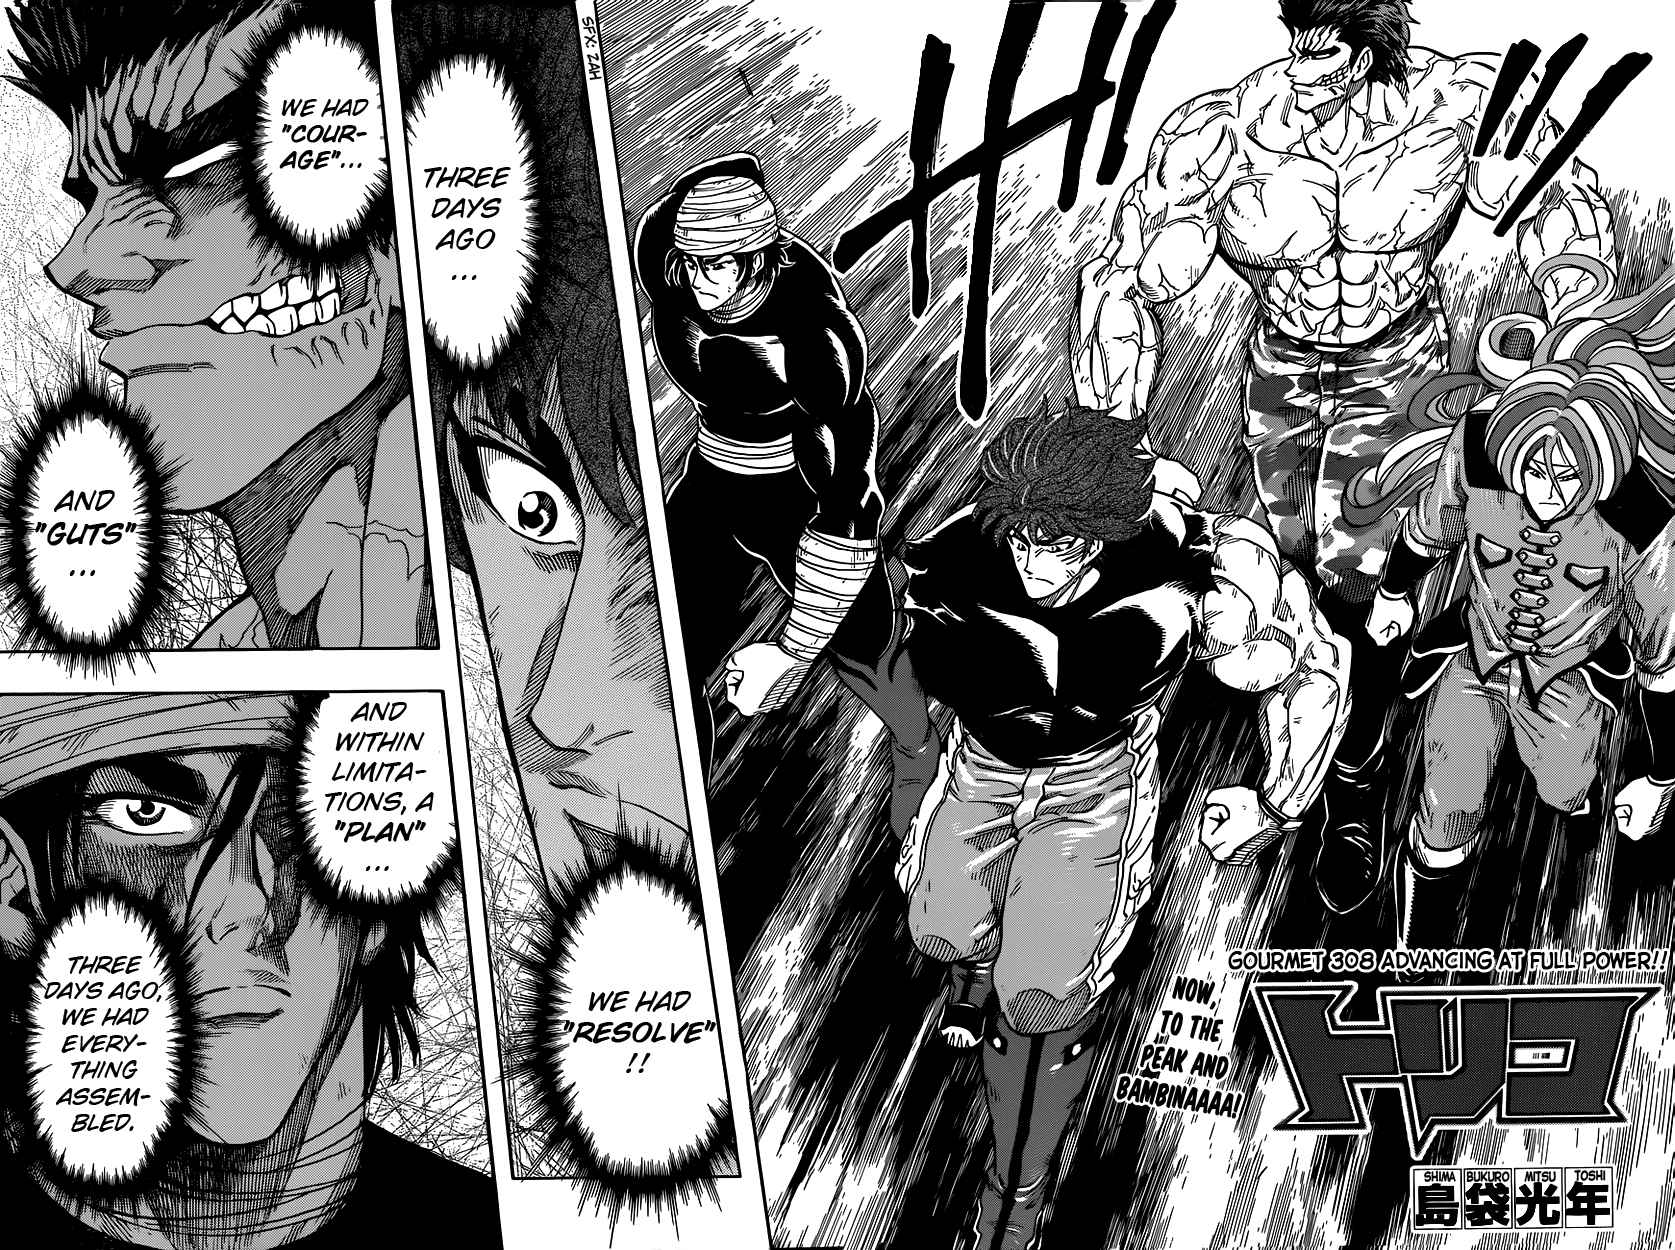 ザッ
SFX: ZAH
GOURMET 308 ADVANCING AT FULL POWER!!
NOW,
TO THE
PEAK AND
BAMBINAAAA!
トリコ
SHIMA BUKURO MITSU TOSHI
島袋光年
THREE
DAYS
AGO
...
WE HAD
"RESOLVE"
!!
WE HAD
"COUR-
AGE"...
AND
"GUTS"
...
AND
WITHIN
LIMITA-
TIONS, A
"PLAN"
...
THREE
DAYS AGO,
WE HAD
EVERY-
THING
ASSEM-
BLED.